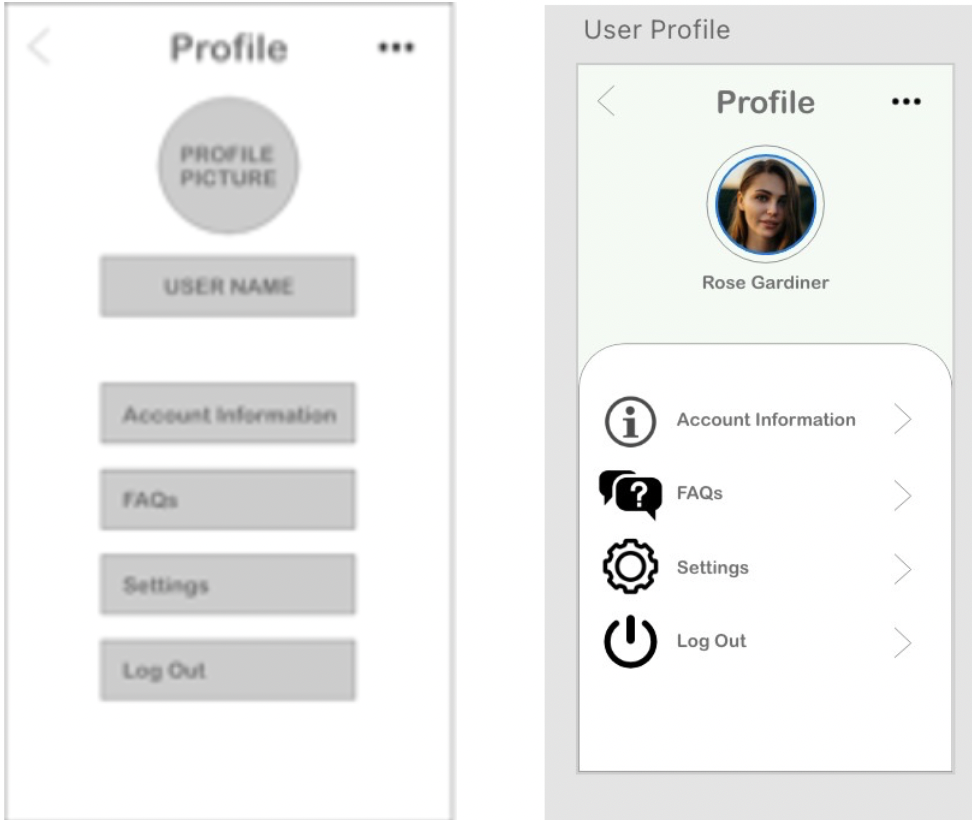 Profile
•••
PROFILE
PICTURE
USER NAME
Account Information
FAQs
Settings
Log Out
User Profile
Profile
•••
Rose Gardiner
Account Information
FAQs
Settings
Log Out